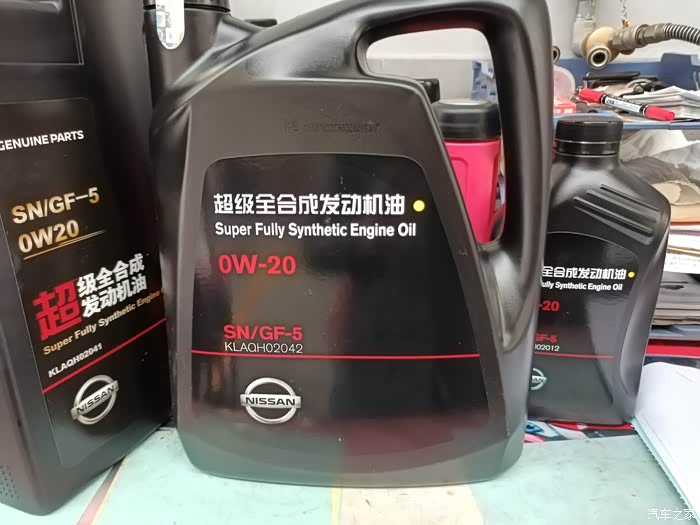 GENUINE PARTS
SN/GF-5
0W20
超级全合成
发动机油
Super Fully Synthetic Engine
KLAQH02041
NISSAN
超级全合成发动机油
Super Fully Synthetic Engine Oil
0W-20
SN/GF-5
KLAQH02042
NISSAN
全合成发动机油
Fully Synthetic Engine Oil
-20
GF-5
H02012
NISSAN
汽车之家